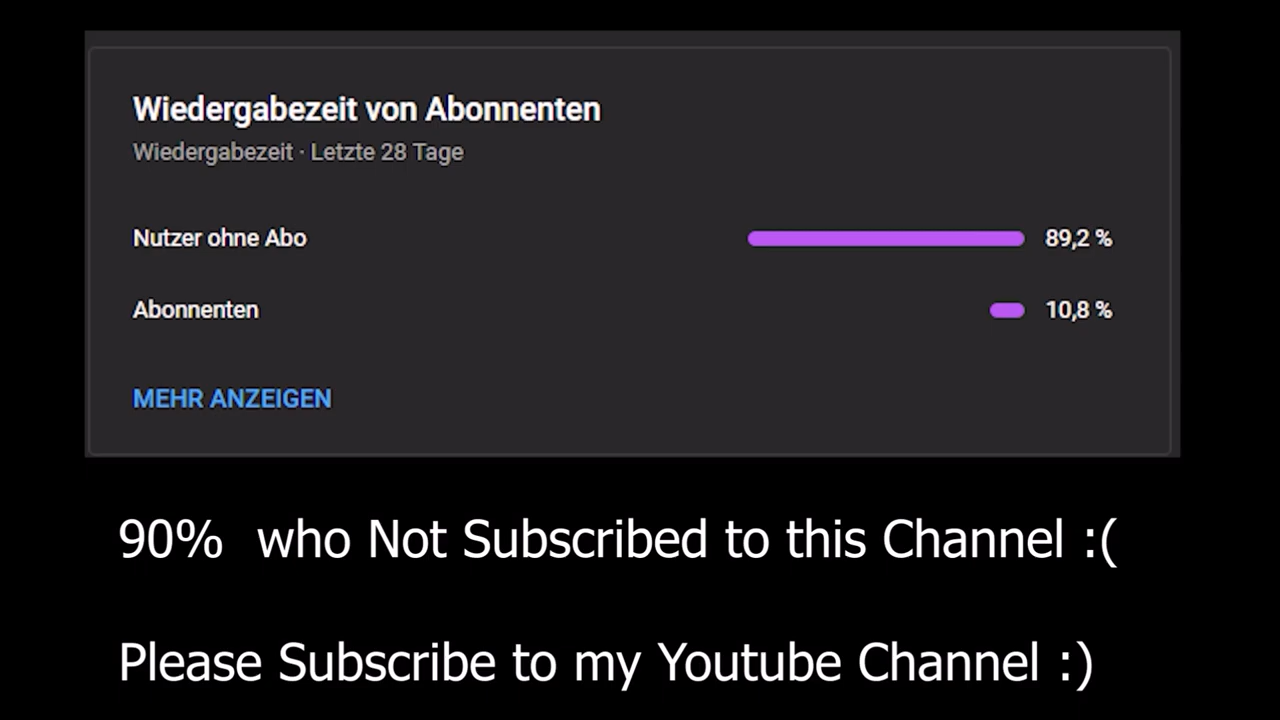 Wiedergabezeit von Abonnenten
Wiedergabezeit · Letzte 28 Tage
Nutzer ohne Abo 89,2 %
Abonnenten 10,8 %
MEHR ANZEIGEN
90% who Not Subscribed to this Channel :(
Please Subscribe to my Youtube Channel :)